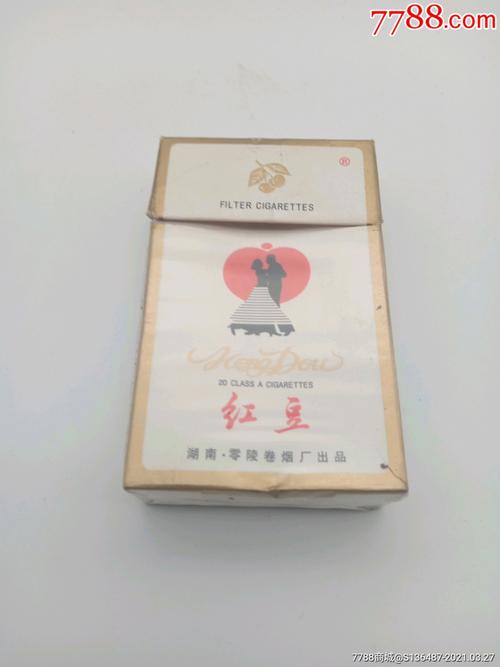 7788.com
®
FILTER CIGARETTES
Hong Dou
20 CLASS A CIGARETTES
红豆
湖南·零陵卷烟厂出品
7788商城@S136487-2021.03.27